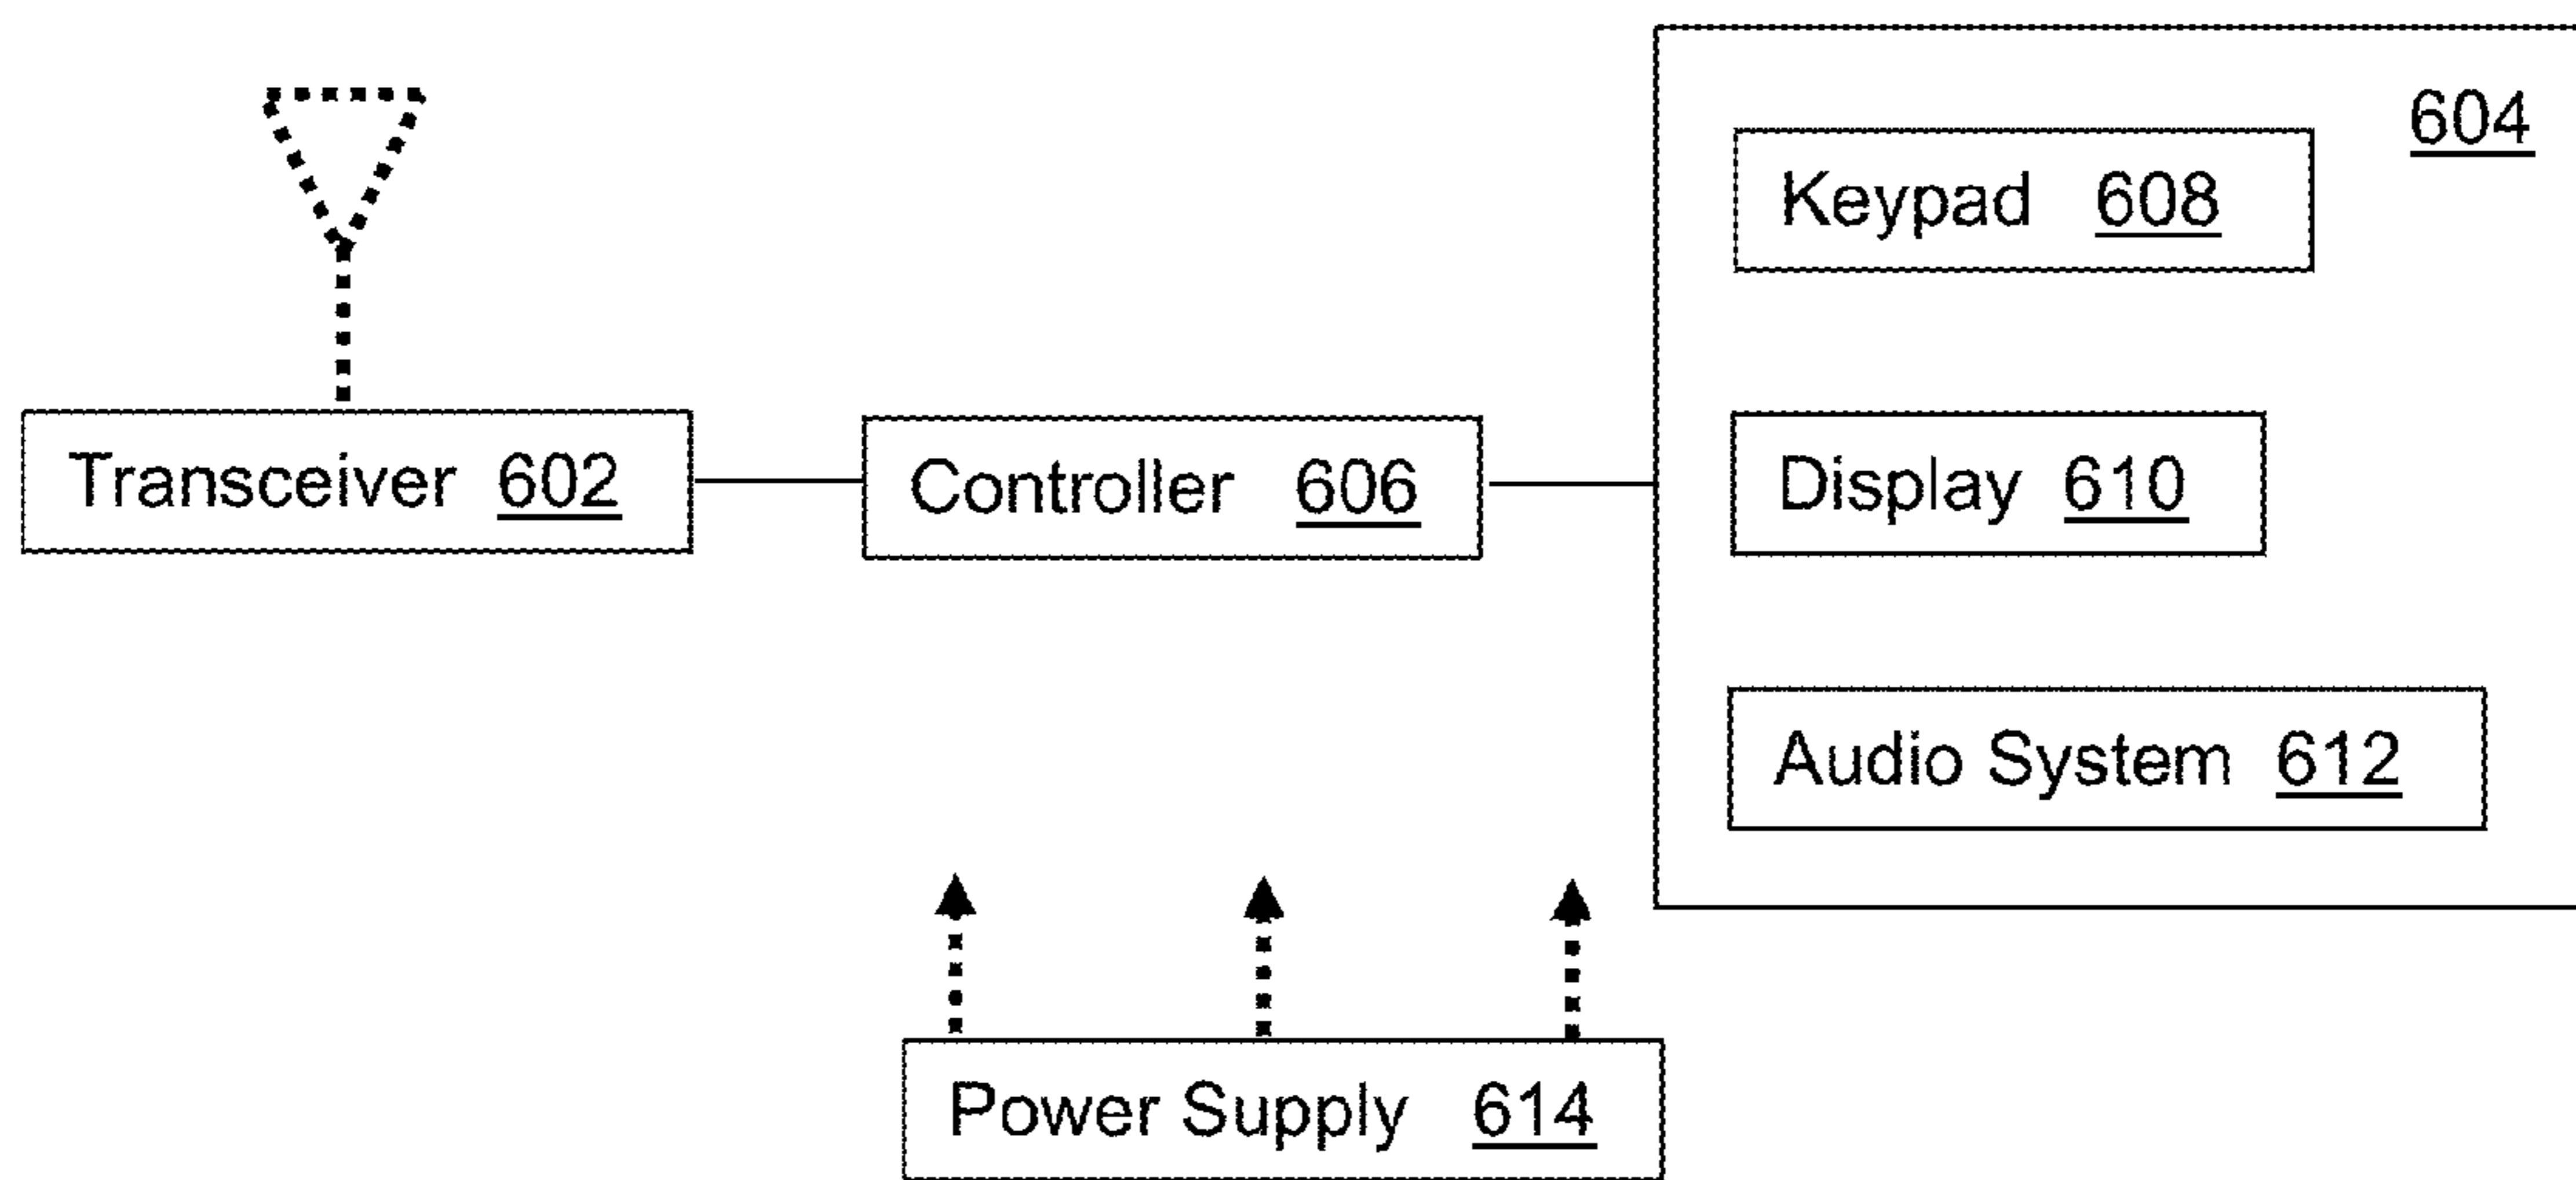 604
Keypad 608
Transceiver 602
Controller 606
Display 610
Audio System 612
Power Supply 614